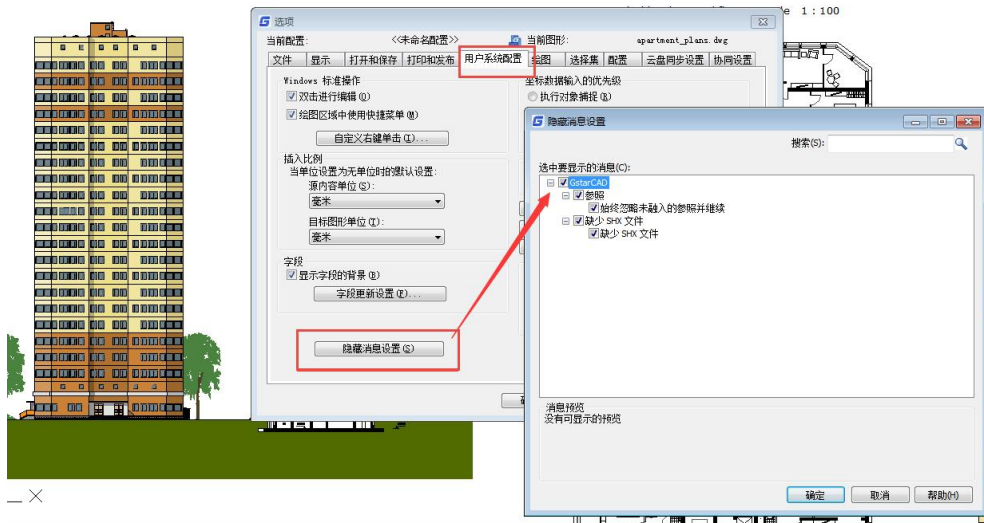 e 1:100
选项
当前配置: <<未命名配置>> 当前图形: apartment_plans.dwg
文件 显示 打开和保存 打印和发布 用户系统配置 绘图 选择集 配置 云盘同步设置 协同设置
Windows 标准操作
双击进行编辑(O)
绘图区域中使用快捷菜单(M)
自定义右键单击(I)...
插入比例
当单位设置为无单位时的默认设置:
源内容单位(S):
毫米
目标图形单位(T):
毫米
字段
显示字段的背景(B)
字段更新设置(F)...
隐藏消息设置(S)
坐标数据输入的优先级
执行对象捕捉(R)
隐藏消息设置
搜索(S):
选中要显示的消息(C):
GstarCAD
参照
始终忽略未融入的参照并继续
缺少 SHX 文件
缺少 SHX 文件
消息预览
没有可显示的预览
确定 取消 帮助(H)